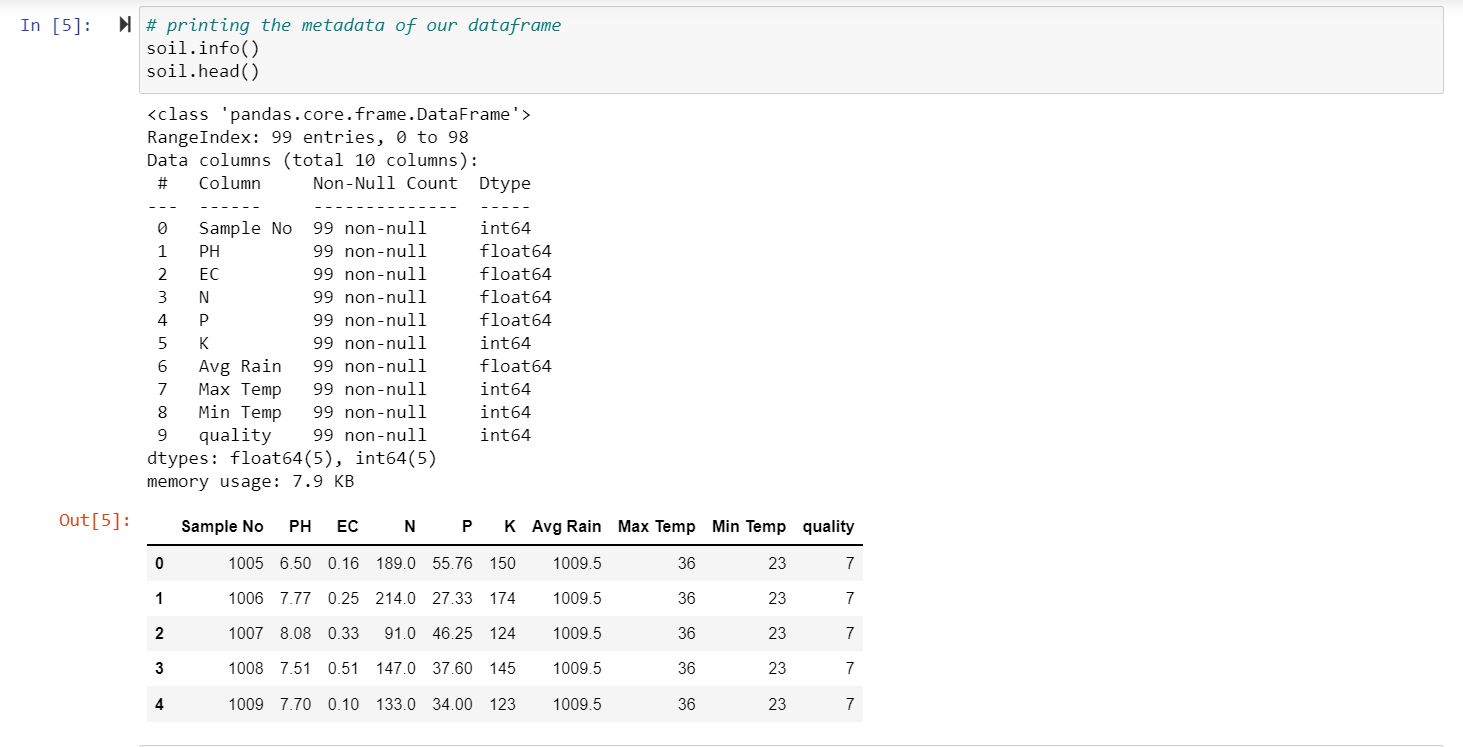 In [5]: # printing the metadata of our dataframe
soil.info()
soil.head()
<class 'pandas.core.frame.DataFrame'>
RangeIndex: 99 entries, 0 to 98
Data columns (total 10 columns):
 #   Column     Non-Null Count  Dtype
---  ------     --------------  -----
 0   Sample No  99 non-null     int64
 1   PH         99 non-null     float64
 2   EC         99 non-null     float64
 3   N          99 non-null     float64
 4   P          99 non-null     float64
 5   K          99 non-null     int64
 6   Avg Rain   99 non-null     float64
 7   Max Temp   99 non-null     int64
 8   Min Temp   99 non-null     int64
 9   quality    99 non-null     int64
dtypes: float64(5), int64(5)
memory usage: 7.9 KB
Out[5]: Sample No PH EC N P K Avg Rain Max Temp Min Temp quality
0 1005 6.50 0.16 189.0 55.76 150 1009.5 36 23 7
1 1006 7.77 0.25 214.0 27.33 174 1009.5 36 23 7
2 1007 8.08 0.33 91.0 46.25 124 1009.5 36 23 7
3 1008 7.51 0.51 147.0 37.60 145 1009.5 36 23 7
4 1009 7.70 0.10 133.0 34.00 123 1009.5 36 23 7